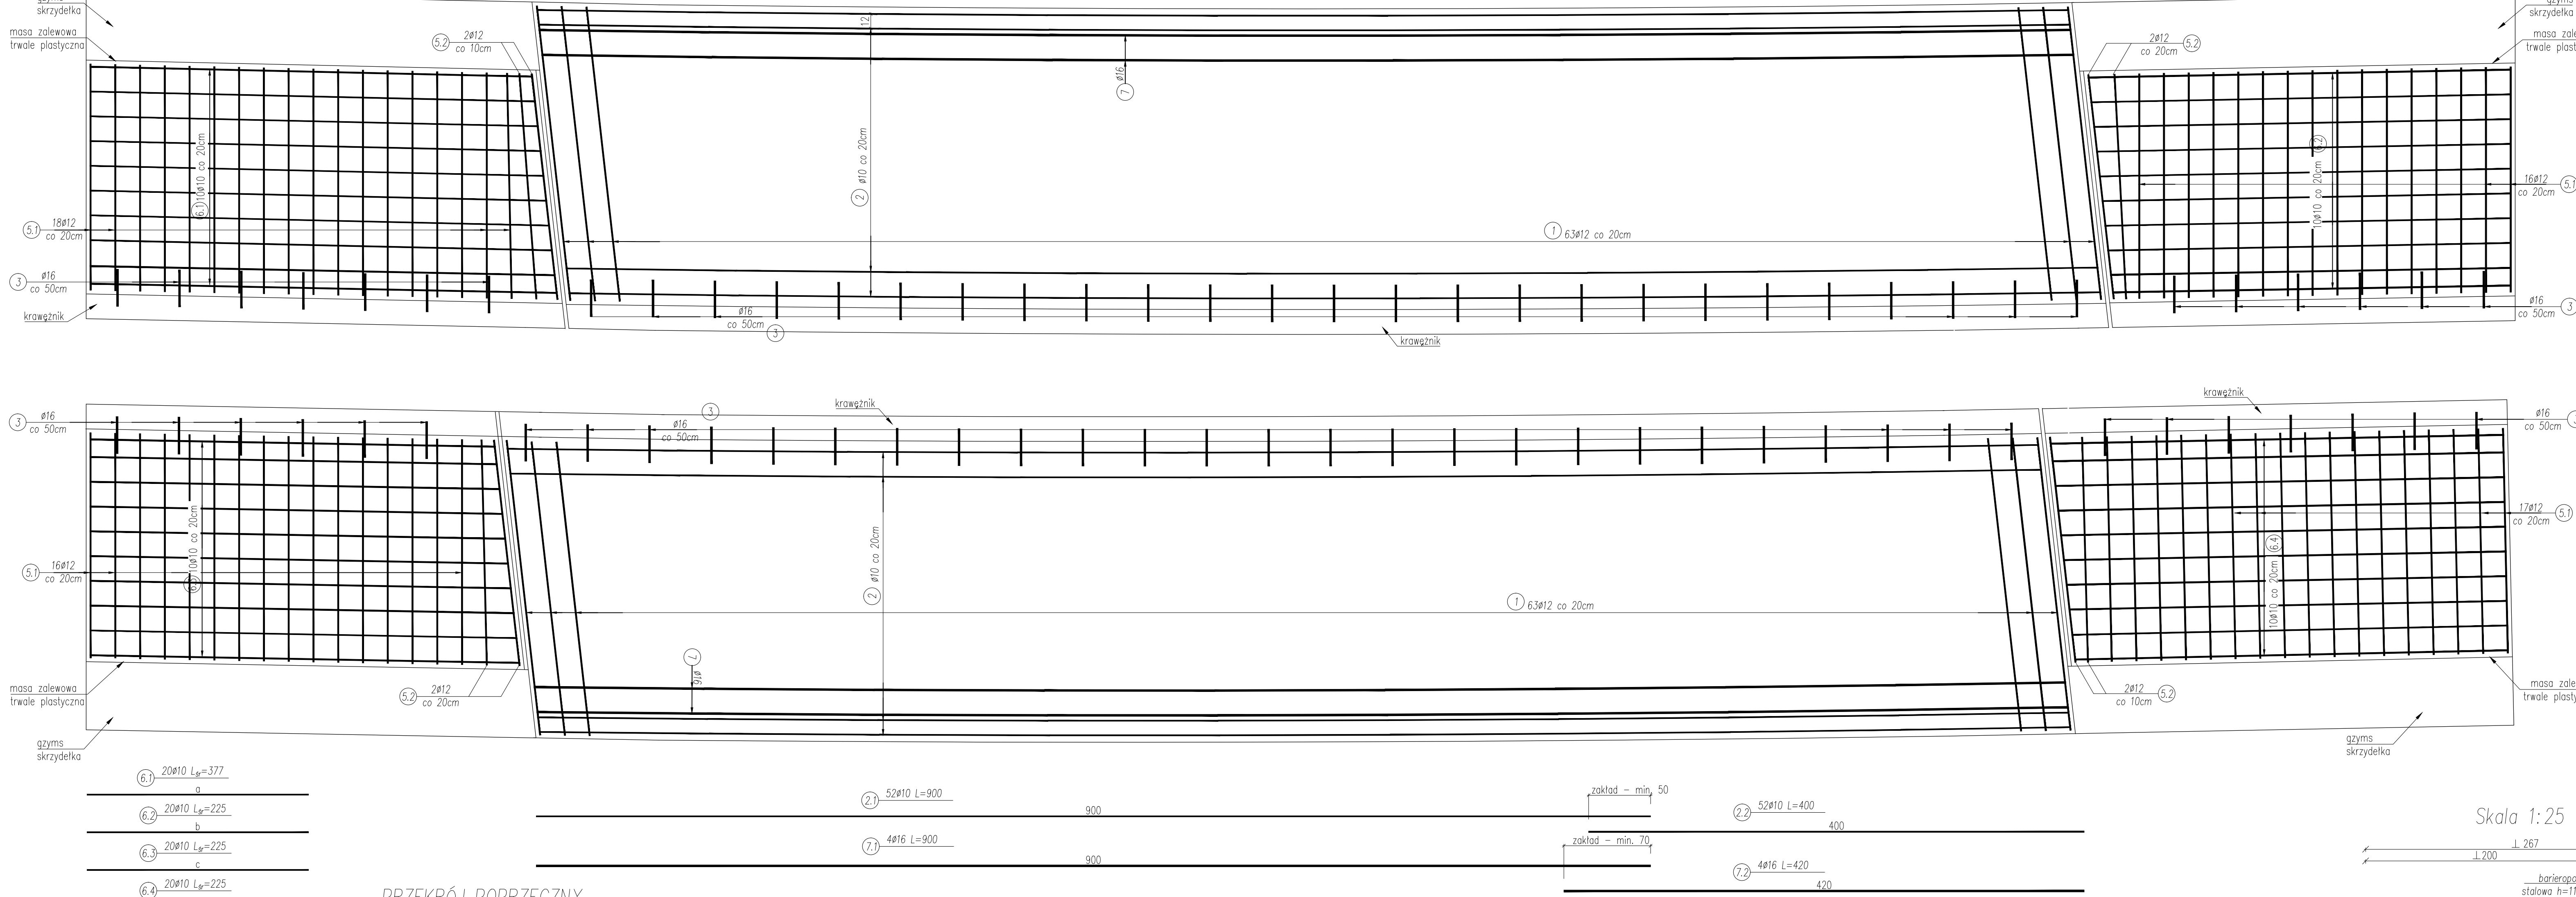 gzyms
skrzydełka
masa zalewowa
trwale plastyczna
5.2 2ø12
co 10cm
12
ø16
7
2 ø10 co 20cm
6.1 10ø10 co 20cm
5.1 18ø12
co 20cm
3 ø16
co 50cm
krawężnik
1 63ø12 co 20cm
ø16
co 50cm
3
krawężnik
gzyms
skrzydełka
masa zale
trwale plast
2ø12 5.2
co 20cm
6.2
10ø10 co 20cm
16ø12 5.1
co 20cm
ø16 3
co 50cm
3 ø16
co 50cm
3
ø16
co 50cm
krawężnik
krawężnik
ø16
co 50cm
10ø10 co 20cm
5.1 16ø12
co 20cm
2 ø10 co 20cm
1 63ø12 co 20cm
17ø12 5.1
co 20cm
10ø10 co 20cm 6.4
7
ø16
masa zalewowa
trwale plastyczna
5.2 2ø12
co 20cm
2ø12 5.2
co 10cm
masa zale
trwale plasty
gzyms
skrzydełka
gzyms
skrzydełka
6.1 20ø10 Lśr=377
a
6.2 20ø10 Lśr=225
b
6.3 20ø10 Lśr=225
c
6.4 20ø10 Lśr=225
2.1 52ø10 L=900
900
zakład - min. 50
2.2 52ø10 L=400
400
7.1 4ø16 L=900
900
zakład - min. 70
7.2 4ø16 L=420
420
PRZEKRÓJ POPRZECZNY
Skala 1:25
⊥ 267
⊥200
barieropo
stalowa h=11